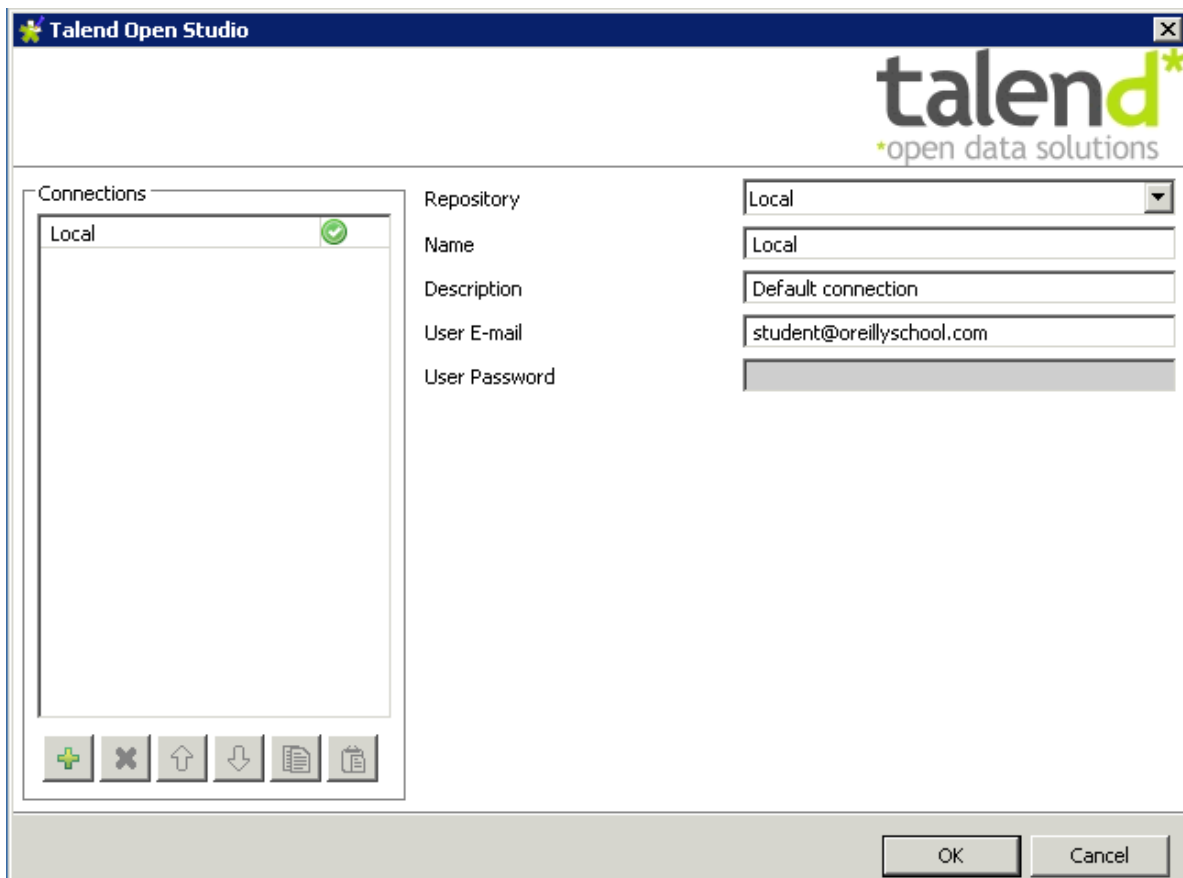 Talend Open Studio
talend*
*open data solutions
Connections
Local
Repository
Local
Name
Local
Description
Default connection
User E-mail
student@oreillyschool.com
User Password
OK
Cancel